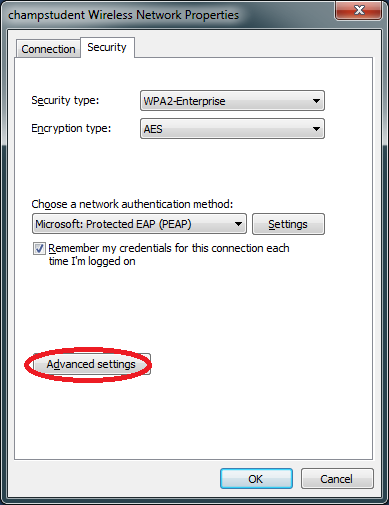 champstudent Wireless Network Properties
Connection
Security
Security type:
WPA2-Enterprise
Encryption type:
AES
Choose a network authentication method:
Microsoft: Protected EAP (PEAP)
Settings
Remember my credentials for this connection each
time I'm logged on
Advanced settings
OK
Cancel